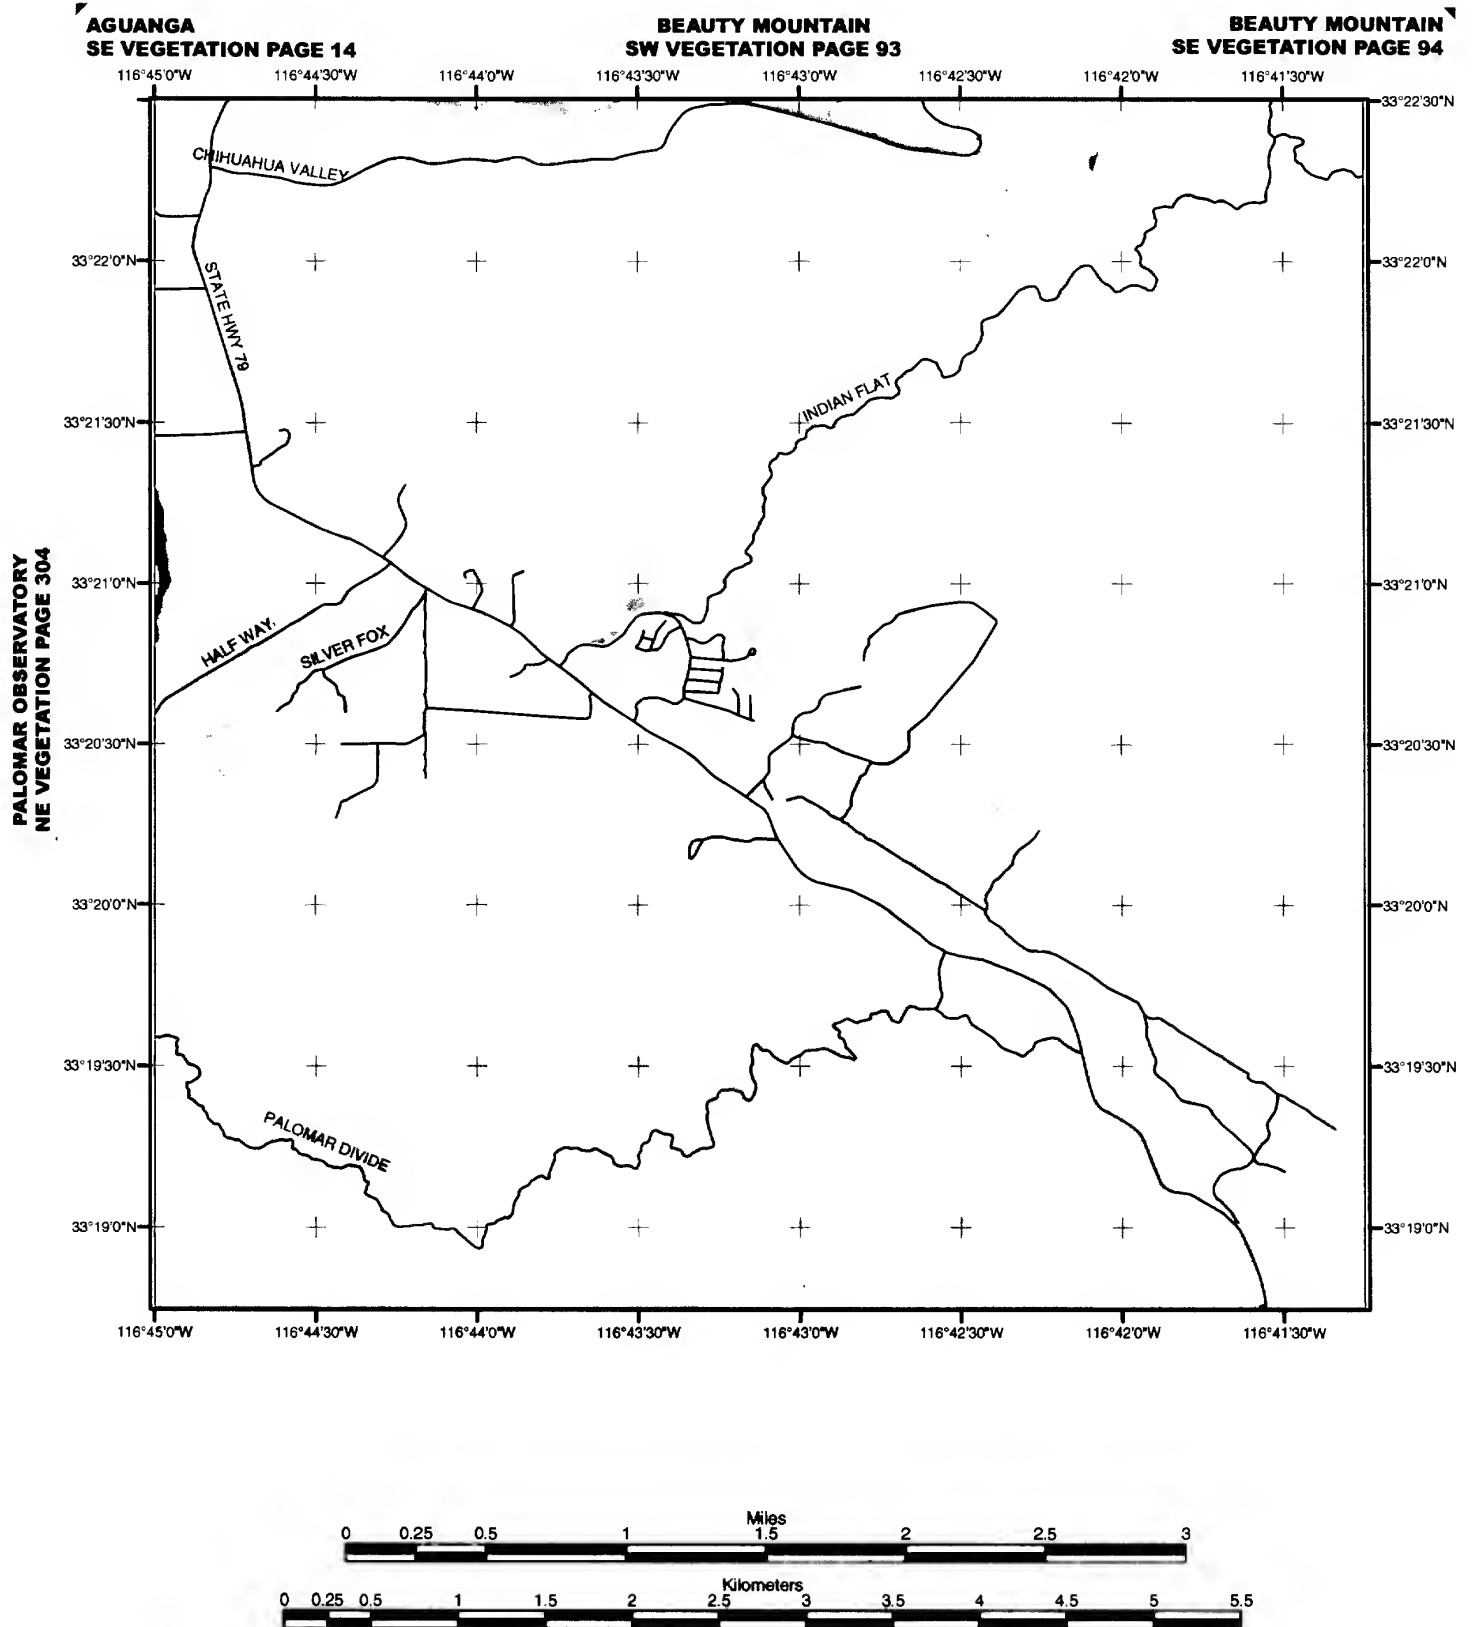 AGUANGA
SE VEGETATION PAGE 14
BEAUTY MOUNTAIN
SW VEGETATION PAGE 93
BEAUTY MOUNTAIN
SE VEGETATION PAGE 94
116°45'0"W 116°44'30"W 116°44'0"W 116°43'30"W 116°43'0"W 116°42'30"W 116°42'0"W 116°41'30"W
33°22'30"N
CHIHUAHUA VALLEY
33°22'0"N 33°22'0"N
STATE HWY 79
INDIAN FLAT
33°21'30"N 33°21'30"N
PALOMAR OBSERVATORY
NE VEGETATION PAGE 304
33°21'0"N 33°21'0"N
HALF WAY
SILVER FOX
33°20'30"N 33°20'30"N
33°20'0"N 33°20'0"N
33°19'30"N 33°19'30"N
PALOMAR DIVIDE
33°19'0"N 33°19'0"N
116°45'0"W 116°44'30"W 116°44'0"W 116°43'30"W 116°43'0"W 116°42'30"W 116°42'0"W 116°41'30"W
Miles
0 0.25 0.5 1 1.5 2 2.5 3
Kilometers
0 0.25 0.5 1 1.5 2 2.5 3 3.5 4 4.5 5 5.5